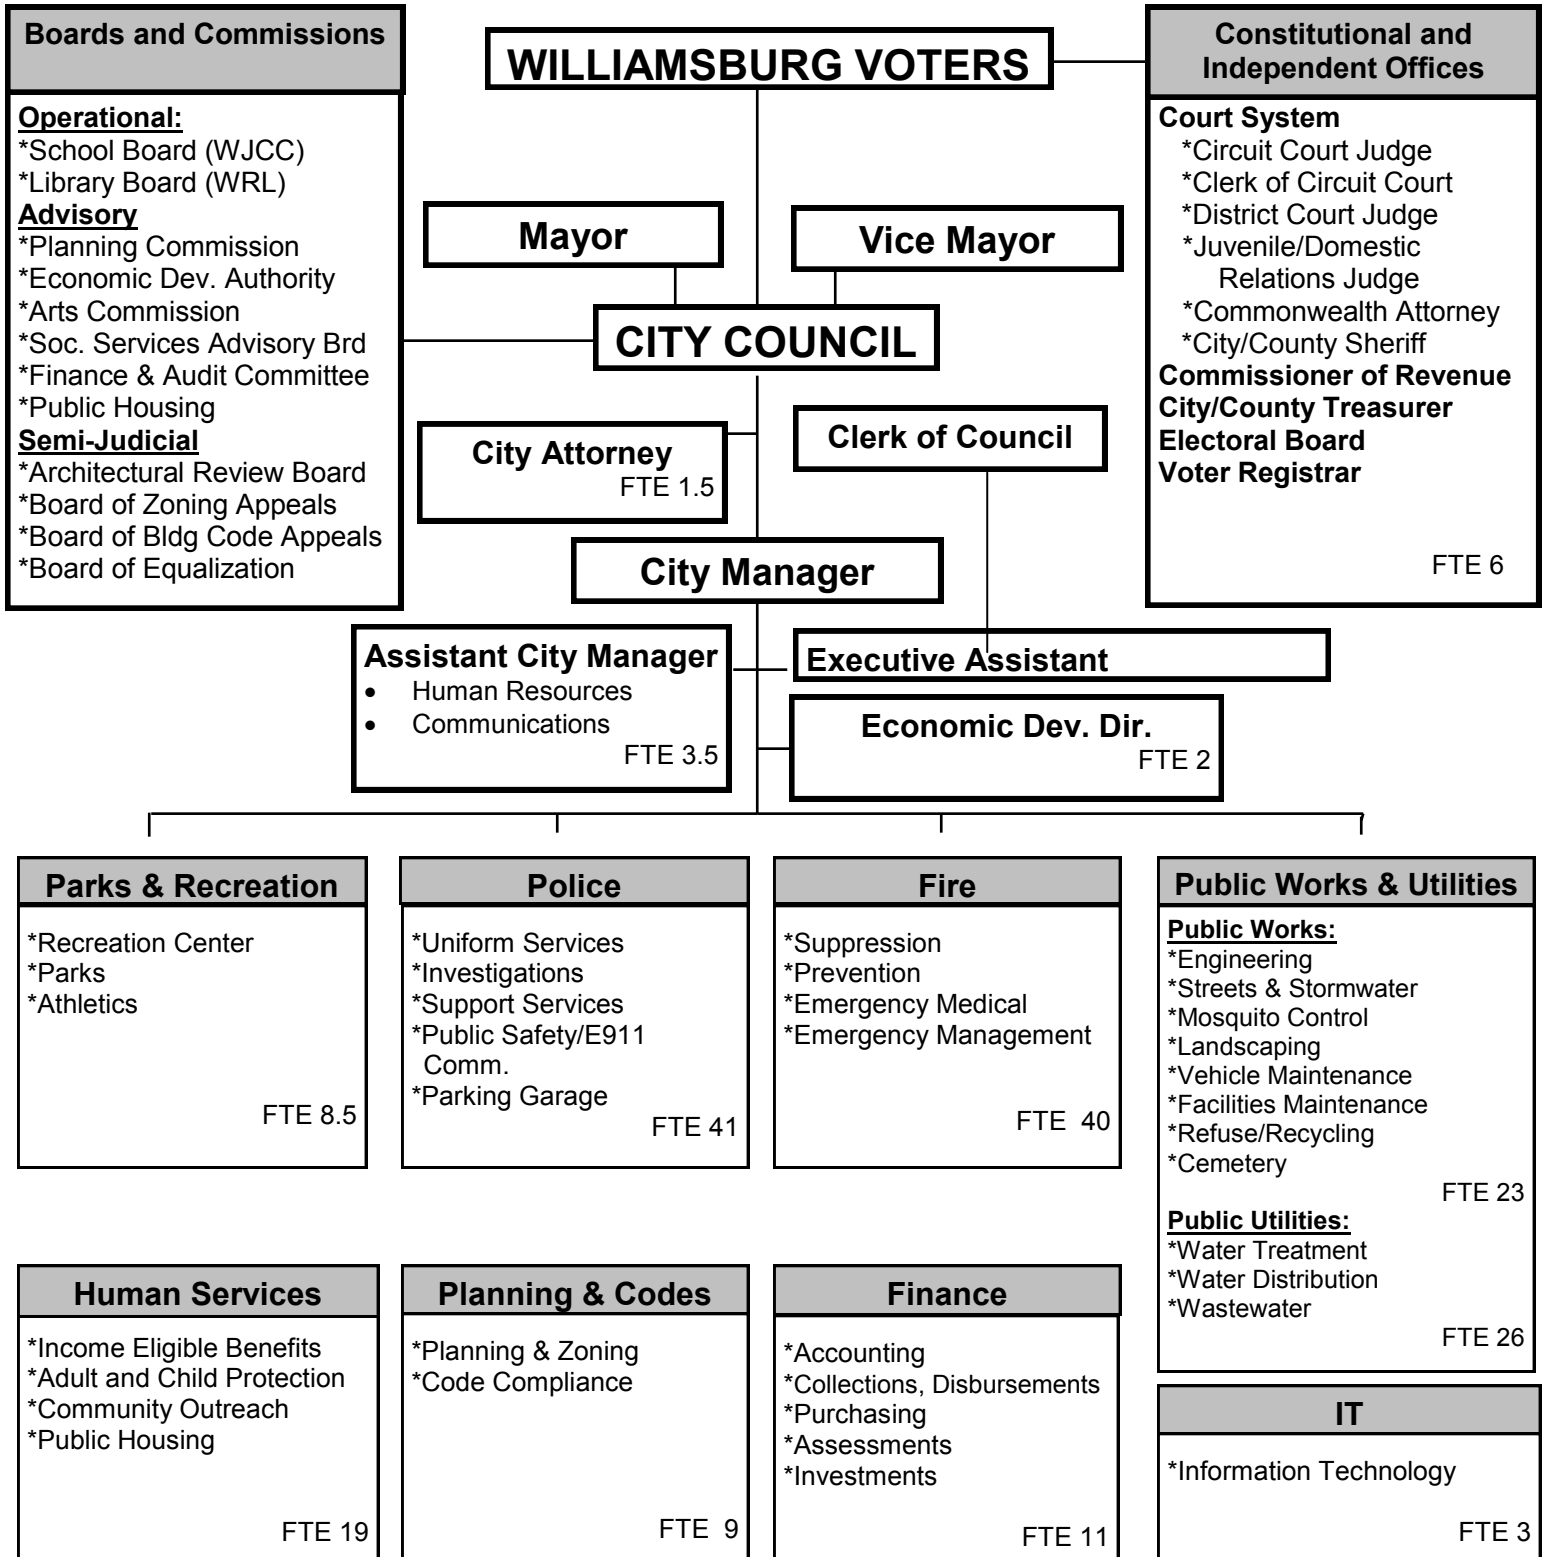 Boards and Commissions
Operational:
*School Board (WJCC)
*Library Board (WRL)
Advisory
*Planning Commission
*Economic Dev. Authority
*Arts Commission
*Soc. Services Advisory Brd
*Finance & Audit Committee
*Public Housing
Semi-Judicial
*Architectural Review Board
*Board of Zoning Appeals
*Board of Bldg Code Appeals
*Board of Equalization
WILLIAMSBURG VOTERS
Constitutional and
Independent Offices
Court System
*Circuit Court Judge
*Clerk of Circuit Court
*District Court Judge
*Juvenile/Domestic
Relations Judge
*Commonwealth Attorney
*City/County Sheriff
Commissioner of Revenue
City/County Treasurer
Electoral Board
Voter Registrar
FTE 6
Mayor
Vice Mayor
CITY COUNCIL
City Attorney
FTE 1.5
Clerk of Council
City Manager
Assistant City Manager
• Human Resources
• Communications
FTE 3.5
Executive Assistant
Economic Dev. Dir.
FTE 2
Parks & Recreation
*Recreation Center
*Parks
*Athletics
FTE 8.5
Police
*Uniform Services
*Investigations
*Support Services
*Public Safety/E911
Comm.
*Parking Garage
FTE 41
Fire
*Suppression
*Prevention
*Emergency Medical
*Emergency Management
FTE 40
Public Works & Utilities
Public Works:
*Engineering
*Streets & Stormwater
*Mosquito Control
*Landscaping
*Vehicle Maintenance
*Facilities Maintenance
*Refuse/Recycling
*Cemetery
FTE 23
Public Utilities:
*Water Treatment
*Water Distribution
*Wastewater
FTE 26
Human Services
*Income Eligible Benefits
*Adult and Child Protection
*Community Outreach
*Public Housing
FTE 19
Planning & Codes
*Planning & Zoning
*Code Compliance
FTE 9
Finance
*Accounting
*Collections, Disbursements
*Purchasing
*Assessments
*Investments
FTE 11
IT
*Information Technology
FTE 3